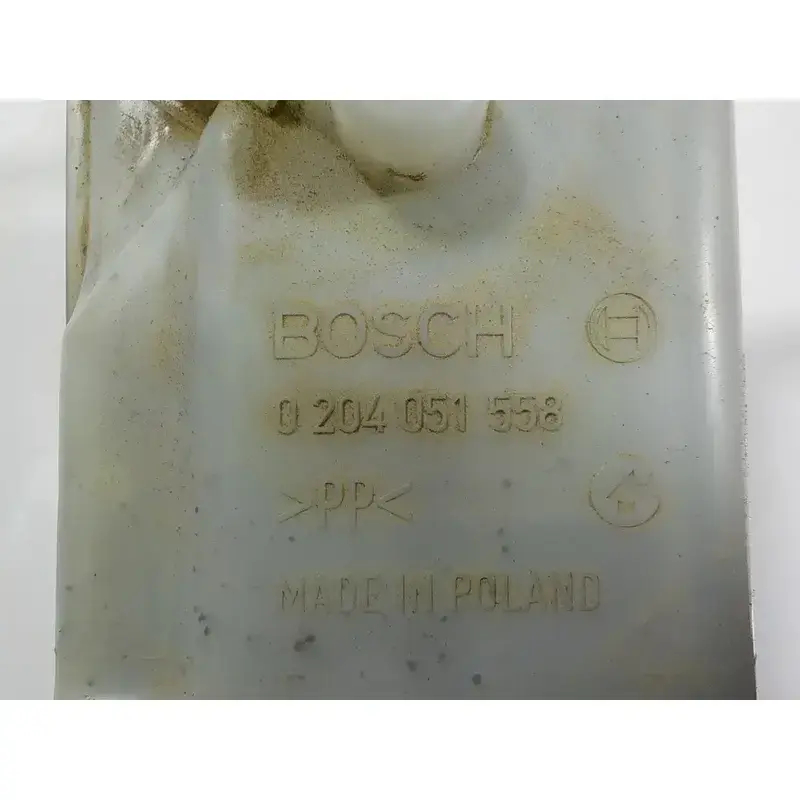 BOSCH
0 204 051 558
>PP<
MADE IN POLAND